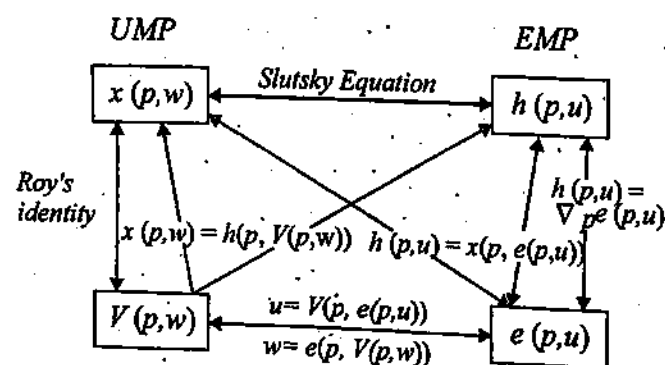 UMP
EMP
x (p,w)
Slutsky Equation
h (p,u)
Roy's
identity
h (p,u) =
∇ p e (p,u)
x (p,w) = h(p, V(p,w))
h (p,u) = x(p, e(p,u))
V (p,w)
u= V(p, e(p,u))
w= e(p, V(p,w))
e (p,u)